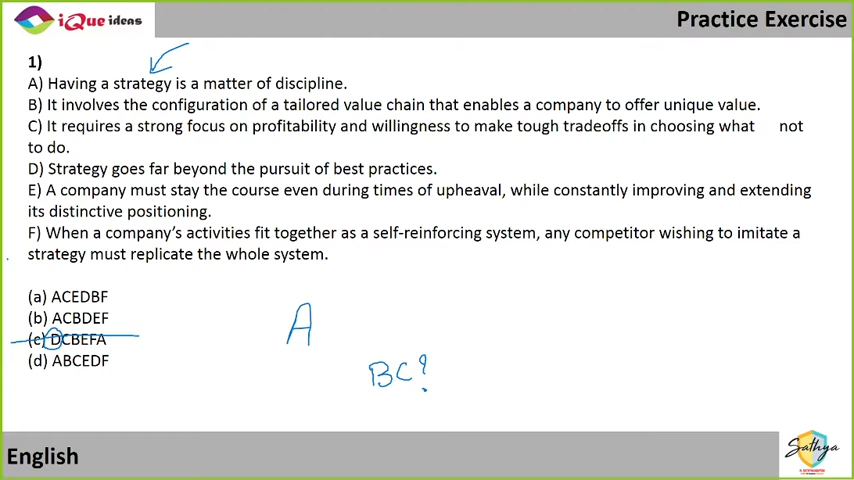 iQue ideas
Practice Exercise
1)
A) Having a strategy is a matter of discipline.
B) It involves the configuration of a tailored value chain that enables a company to offer unique value.
C) It requires a strong focus on profitability and willingness to make tough tradeoffs in choosing what not
to do.
D) Strategy goes far beyond the pursuit of best practices.
E) A company must stay the course even during times of upheaval, while constantly improving and extending
its distinctive positioning.
F) When a company's activities fit together as a self-reinforcing system, any competitor wishing to imitate a
strategy must replicate the whole system.
(a) ACEDBF
(b) ACBDEF
(c) DCBEFA
(d) ABCEDF
A
BC?
English
Sathya